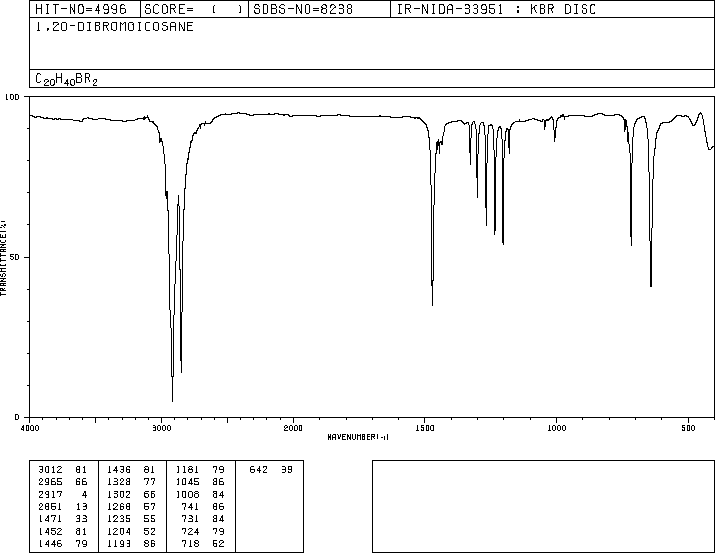 HIT-NO=4996 SCORE= ( ) SDBS-NO=8238 IR-NIDA-33951 : KBR DISC
1,20-DIBROMOICOSANE
C20H40BR2
100
50
0
TRANSMITTANCE(%)
4000 3000 2000 1500 1000 500
WAVENUMBER(-1)
3012 81 1436 81 1181 79 642 39
2965 66 1328 77 1045 86
2917 4 1302 66 1008 84
2851 13 1268 57 741 86
1471 33 1235 55 731 84
1452 81 1204 52 724 79
1446 79 1193 86 718 52